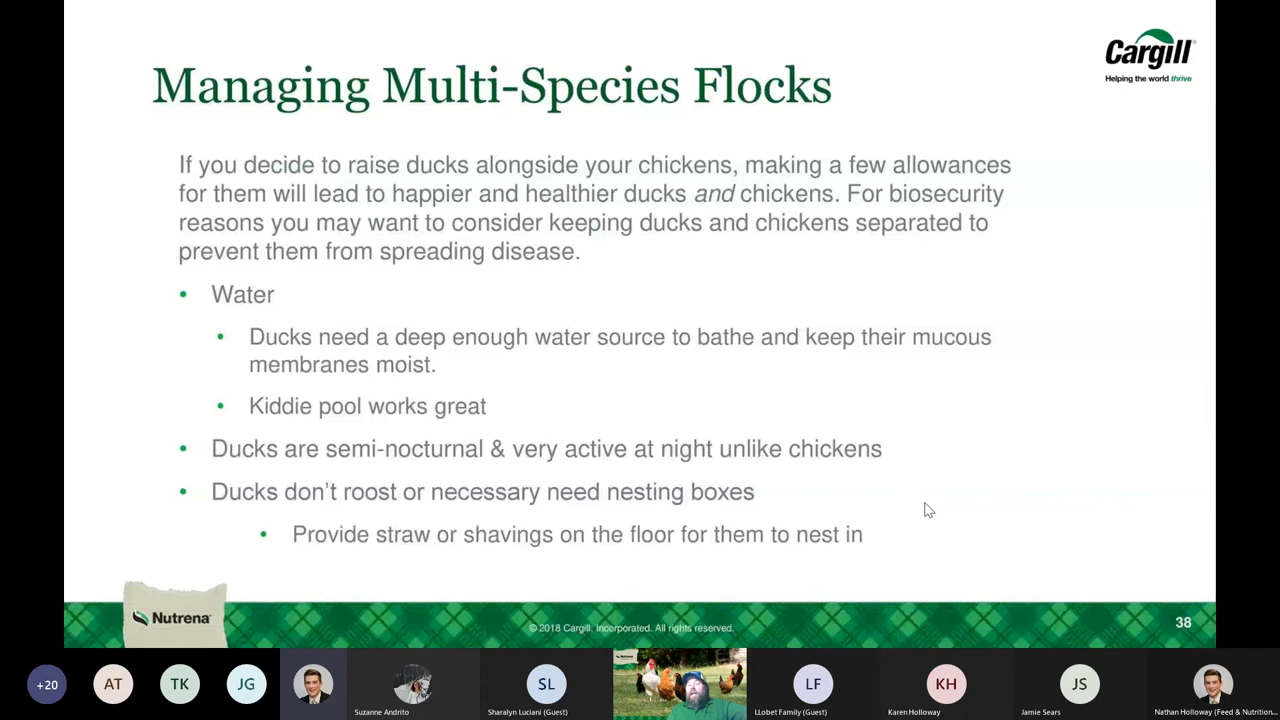 Cargill
Helping the world thrive
Managing Multi-Species Flocks
If you decide to raise ducks alongside your chickens, making a few allowances
for them will lead to happier and healthier ducks and chickens. For biosecurity
reasons you may want to consider keeping ducks and chickens separated to
prevent them from spreading disease.
• Water
• Ducks need a deep enough water source to bathe and keep their mucous
membranes moist.
• Kiddie pool works great
• Ducks are semi-nocturnal & very active at night unlike chickens
• Ducks don’t roost or necessary need nesting boxes
• Provide straw or shavings on the floor for them to nest in
Nutrena
© 2018 Cargill, Incorporated. All rights reserved.
38
+20
AT
TK
JG
Suzanne Andrito
SL
Sharalyn Luciani (Guest)
Nutrena
LF
LLobet Family (Guest)
KH
Karen Holloway
JS
Jamie Sears
Nathan Holloway (Feed & Nutrition...